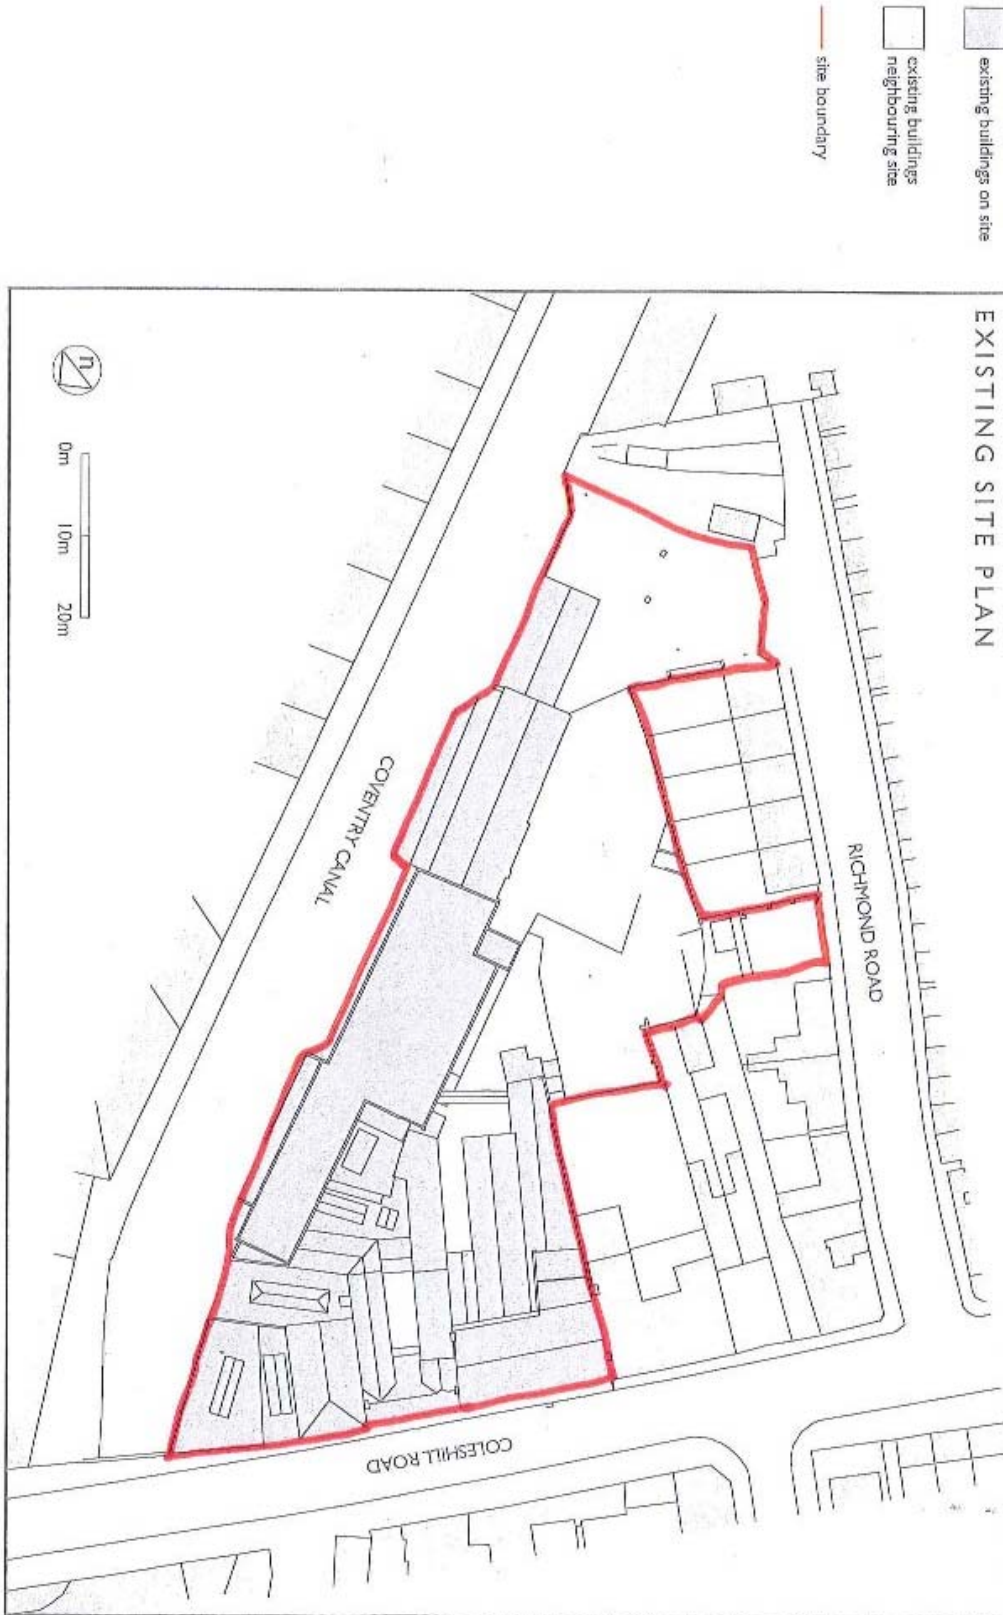 existing buildings on site
existing buildings
neighbouring site
site boundary
EXISTING SITE PLAN
RICHMOND ROAD
COVENTRY CANAL
COLESHILL ROAD
n
0m
10m
20m